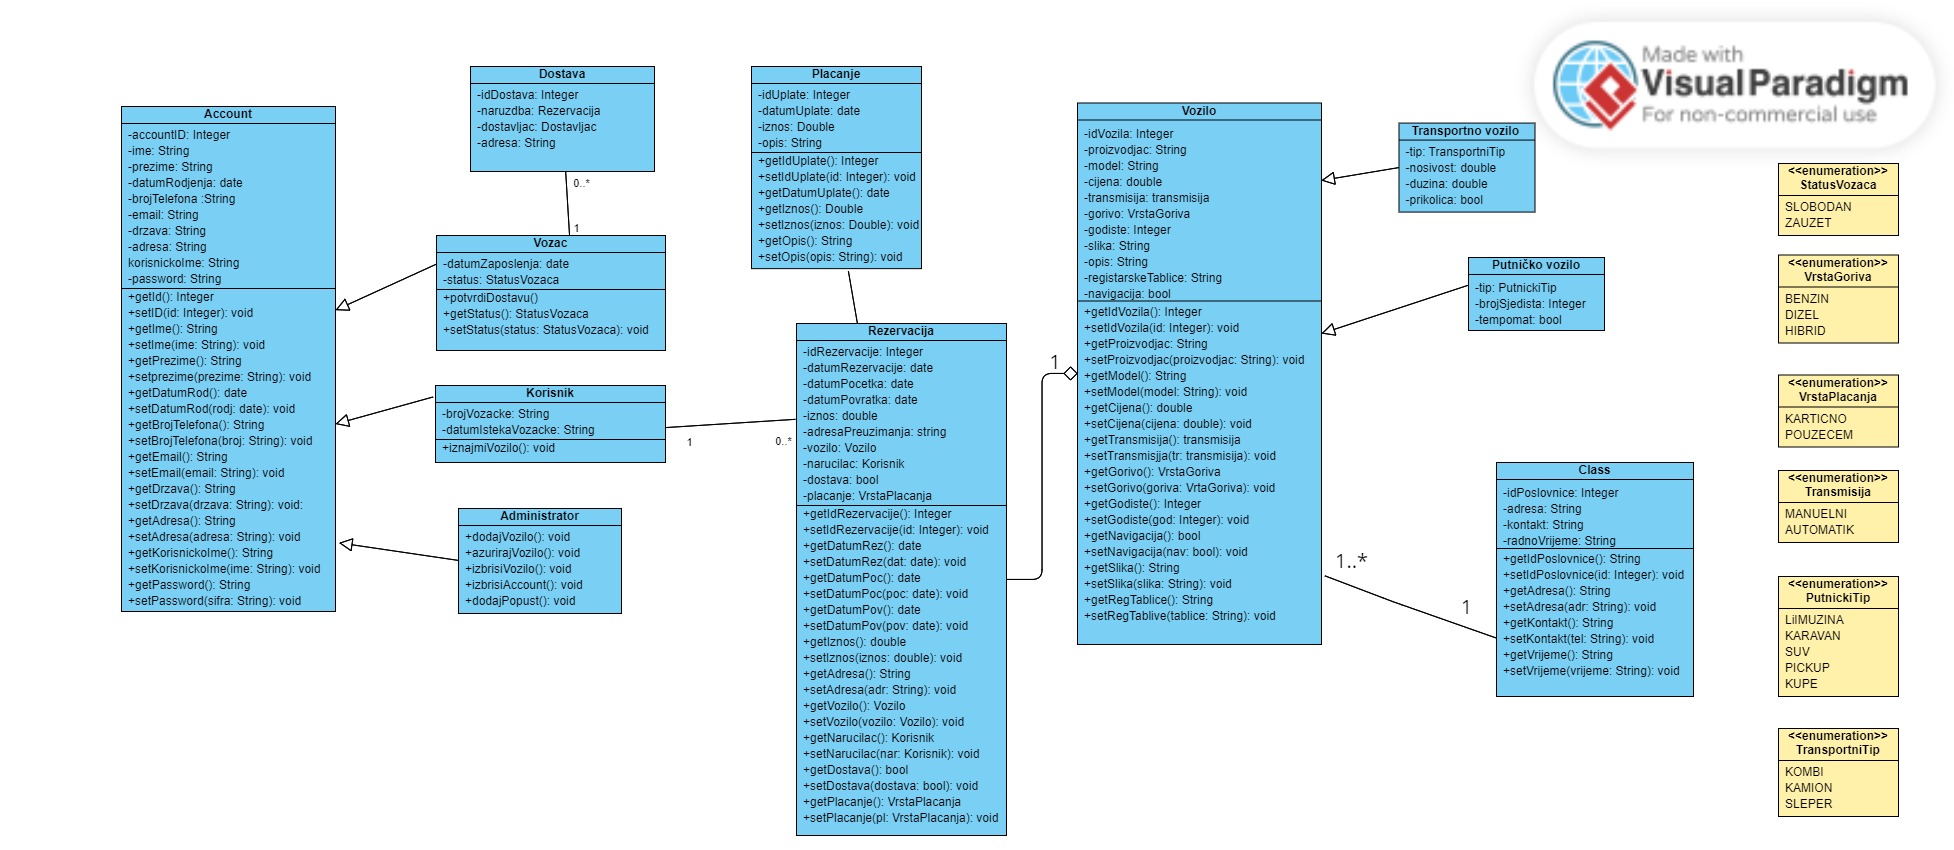 Account
-accountID: Integer
-ime: String
-prezime: String
-datumRodjenja: date
-brojTelefona :String
-email: String
-drzava: String
-adresa: String
korisnickoIme: String
-password: String
+getId(): Integer
+setID(id: Integer): void
+getIme(): String
+setIme(ime: String): void
+getPrezime(): String
+setprezime(prezime: String): void
+getDatumRod(): date
+setDatumRod(rodj: date): void
+getBrojTelefona(): String
+setBrojTelefona(broj: String): void
+getEmail(): String
+setEmail(email: String): void
+getDrzava(): String
+setDrzava(drzava: String): void:
+getAdresa(): String
+setAdresa(adresa: String): void
+getKorisnickoIme(): String
+setKorisnickoIme(ime: String): void
+getPassword(): String
+setPassword(sifra: String): void
Dostava
-idDostava: Integer
-naruzdba: Rezervacija
-dostavljac: Dostavljac
-adresa: String
0..*
1
Vozac
-datumZaposlenja: date
-status: StatusVozaca
+potvrdiDostavu()
+getStatus(): StatusVozaca
+setStatus(status: StatusVozaca): void
Korisnik
-brojVozacke: String
-datumIstekaVozacke: String
+iznajmiVozilo(): void
1
0..*
Administrator
+dodajVozilo(): void
+azurirajVozilo(): void
+izbrisiVozilo(): void
+izbrisiAccount(): void
+dodajPopust(): void
Placanje
-idUplate: Integer
-datumUplate: date
-iznos: Double
-opis: String
+getIdUplate(): Integer
+setIdUplate(id: Integer): void
+getDatumUplate(): date
+getIznos(): Double
+setIznos(iznos: Double): void
+getOpis(): String
+setOpis(opis: String): void
Rezervacija
-idRezervacije: Integer
-datumRezervacije: date
-datumPocetka: date
-datumPovratka: date
-iznos: double
-adresaPreuzimanja: string
-vozilo: Vozilo
-narucilac: Korisnik
-dostava: bool
-placanje: VrstaPlacanja
+getIdRezervacije(): Integer
+setIdRezervacije(id: Integer): void
+getDatumRez(): date
+setDatumRez(dat: date): void
+getDatumPoc(): date
+setDatumPoc(poc: date): void
+getDatumPov(): date
+setDatumPov(pov: date): void
+getIznos(): double
+setIznos(iznos: double): void
+getAdresa(): String
+setAdresa(adr: String): void
+getVozilo(): Vozilo
+setVozilo(vozilo: Vozilo): void
+getNarucilac(): Korisnik
+setNarucilac(nar: Korisnik): void
+getDostava(): bool
+setDostava(dostava: bool): void
+getPlacanje(): VrstaPlacanja
+setPlacanje(pl: VrstaPlacanja): void
1
Vozilo
-idVozila: Integer
-proizvodjac: String
-model: String
-cijena: double
-transmisija: transmisija
-gorivo: VrstaGoriva
-godiste: Integer
-slika: String
-opis: String
-registarskeTablice: String
-navigacija: bool
+getIdVozila(): Integer
+setIdVozila(id: Integer): void
+getProizvodjac: String
+setProizvodjac(proizvodjac: String): void
+getModel(): String
+setModel(model: String): void
+getCijena(): double
+setCijena(cijena: double): void
+getTransmisija(): transmisija
+setTransmisjja(tr: transmisija): void
+getGorivo(): VrstaGoriva
+setGorivo(goriva: VrtaGoriva): void
+getGodiste(): Integer
+setGodiste(god: Integer): void
+getNavigacija(): bool
+setNavigacija(nav: bool): void
+getSlika(): String
+setSlika(slika: String): void
+getRegTablice(): String
+setRegTablive(tablice: String): void
Transportno vozilo
-tip: TransportniTip
-nosivost: double
-duzina: double
-prikolica: bool
Putničko vozilo
-tip: PutnickiTip
-brojSjedista: Integer
-tempomat: bool
1..*
1
Class
-idPoslovnice: Integer
-adresa: String
-kontakt: String
-radnoVrijeme: String
+getIdPoslovnice(): String
+setIdPoslovnice(id: Integer): void
+getAdresa(): String
+setAdresa(adr: String): void
+getKontakt(): String
+setKontakt(tel: String): void
+getVrijeme(): String
+setVrijeme(vrijeme: String): void
Made with
Visual Paradigm
For non-commercial use
<<enumeration>>
StatusVozaca
SLOBODAN
ZAUZET
<<enumeration>>
VrstaGoriva
BENZIN
DIZEL
HIBRID
<<enumeration>>
VrstaPlacanja
KARTICNO
POUZECEM
<<enumeration>>
Transmisija
MANUELNI
AUTOMATIK
<<enumeration>>
PutnickiTip
LiIMUZINA
KARAVAN
SUV
PICKUP
KUPE
<<enumeration>>
TransportniTip
KOMBI
KAMION
SLEPER